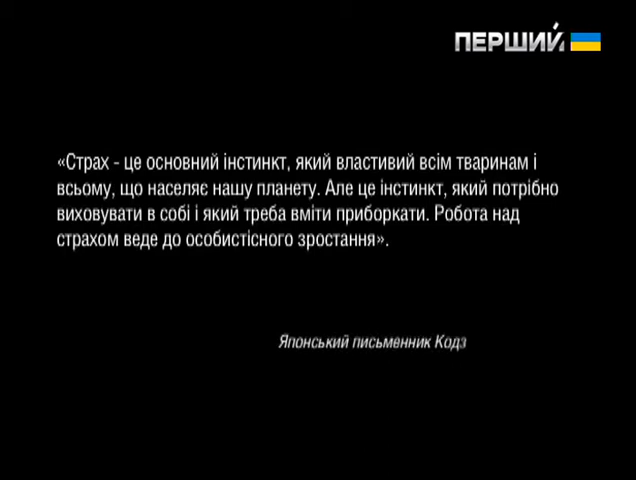 ПЕРШИЙ
«Страх - це основний інстинкт, який властивий всім тваринам і
всьому, що населяє нашу планету. Але це інстинкт, який потрібно
виховувати в собі і який треба вміти приборкати. Робота над
страхом веде до особистісного зростання».
Японський письменник Кодз